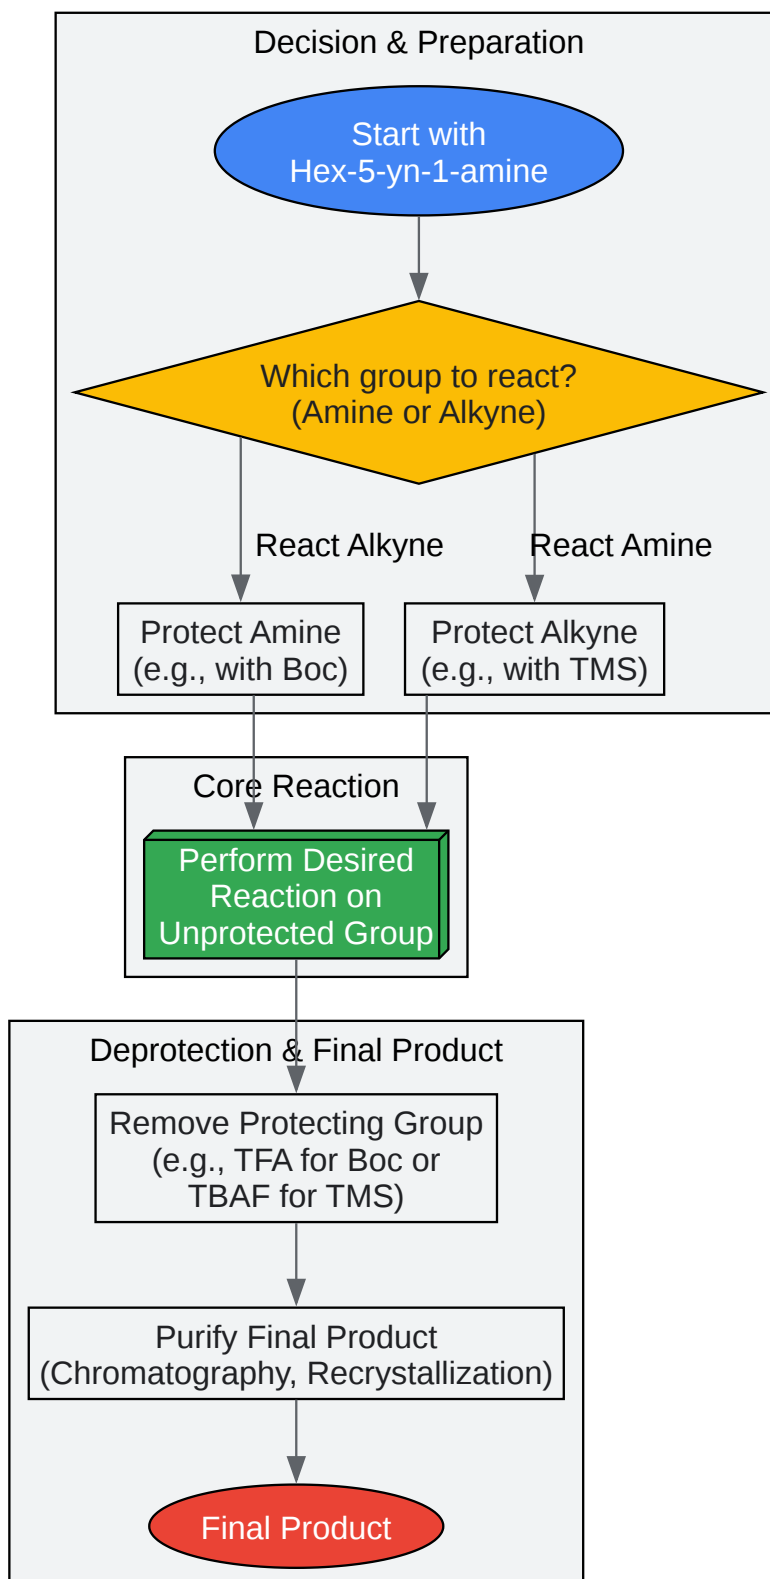 Decision & Preparation
Start with
Hex-5-yn-1-amine
Which group to react?
(Amine or Alkyne)
React Alkyne
React Amine
Protect Amine
(e.g., with Boc)
Protect Alkyne
(e.g., with TMS)
Core Reaction
Perform Desired
Reaction on
Unprotected Group
Deprotection & Final Product
Remove Protecting Group
(e.g., TFA for Boc or
TBAF for TMS)
Purify Final Product
(Chromatography, Recrystallization)
Final Product